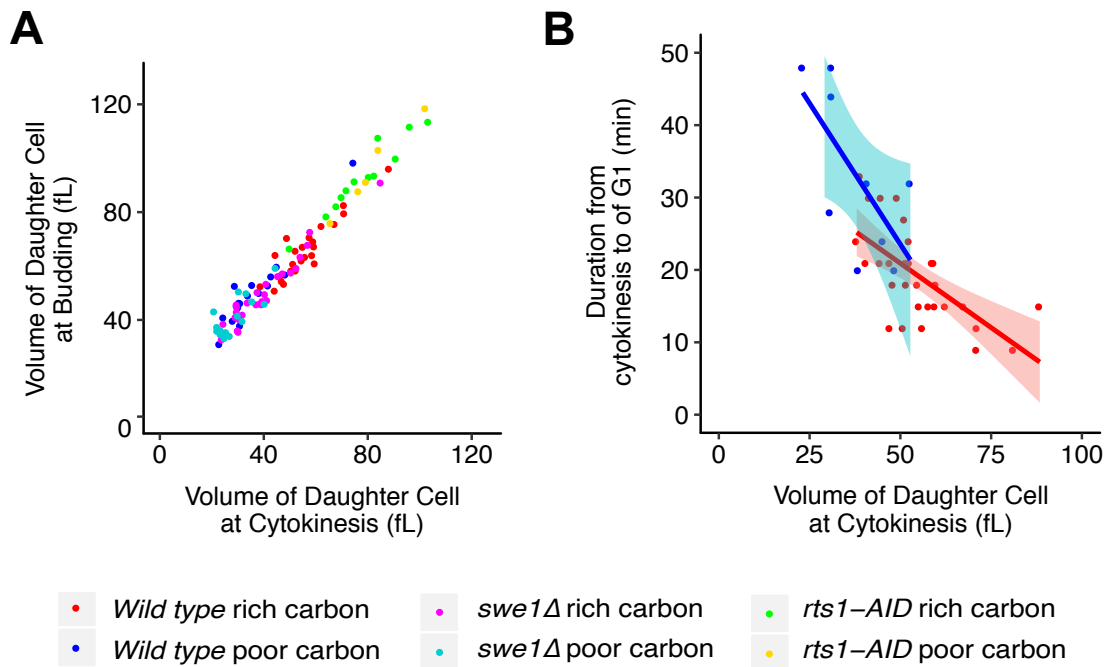 A
Volume of Daughter Cell
at Budding (fL)
120
80
40
0
0
40
80
120
Volume of Daughter Cell
at Cytokinesis (fL)
B
Duration from
cytokinesis to of G1 (min)
50
40
30
20
10
0
0
25
50
75
100
Volume of Daughter Cell
at Cytokinesis (fL)
Wild type rich carbon
swe1Δ rich carbon
rts1−AID rich carbon
Wild type poor carbon
swe1Δ poor carbon
rts1−AID poor carbon